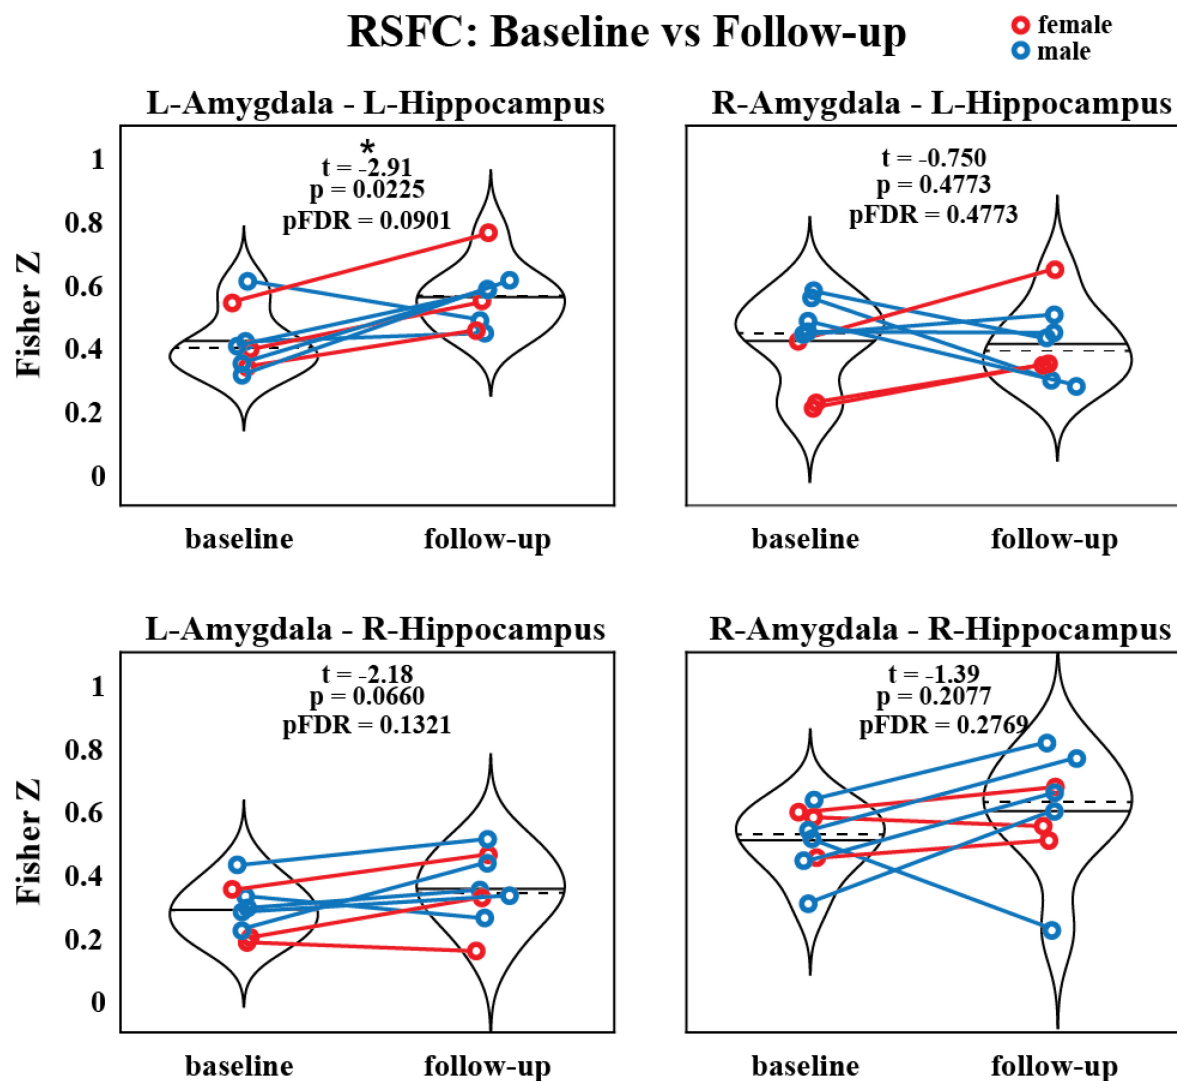 RSFC: Baseline vs Follow-up
female
male
L-Amygdala - L-Hippocampus
*
t = -2.91
p = 0.0225
pFDR = 0.0901
Fisher Z
1
0.8
0.6
0.4
0.2
0
baseline follow-up
R-Amygdala - L-Hippocampus
t = -0.750
p = 0.4773
pFDR = 0.4773
baseline follow-up
L-Amygdala - R-Hippocampus
t = -2.18
p = 0.0660
pFDR = 0.1321
Fisher Z
1
0.8
0.6
0.4
0.2
0
baseline follow-up
R-Amygdala - R-Hippocampus
t = -1.39
p = 0.2077
pFDR = 0.2769
baseline follow-up